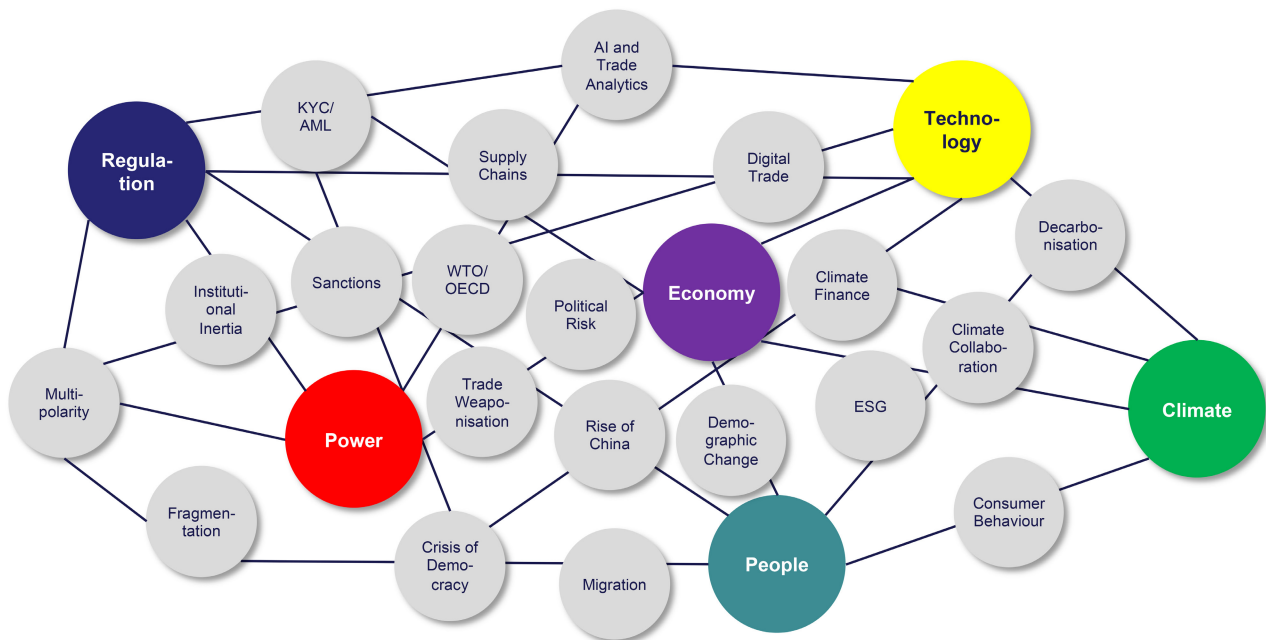 AI and
Trade
Analytics
KYC/
AML
Techno-
logy
Regula-
tion
Supply
Chains
Digital
Trade
Decarbo-
nisation
Instituti-
onal
Inertia
Sanctions
WTO/
OECD
Political
Risk
Economy
Climate
Finance
Climate
Collabo-
ration
Multi-
polarity
Power
Trade
Weapo-
nisation
Rise of
China
Demo-
graphic
Change
ESG
Climate
Fragmen-
tation
Crisis of
Demo-
cracy
Migration
People
Consumer
Behaviour